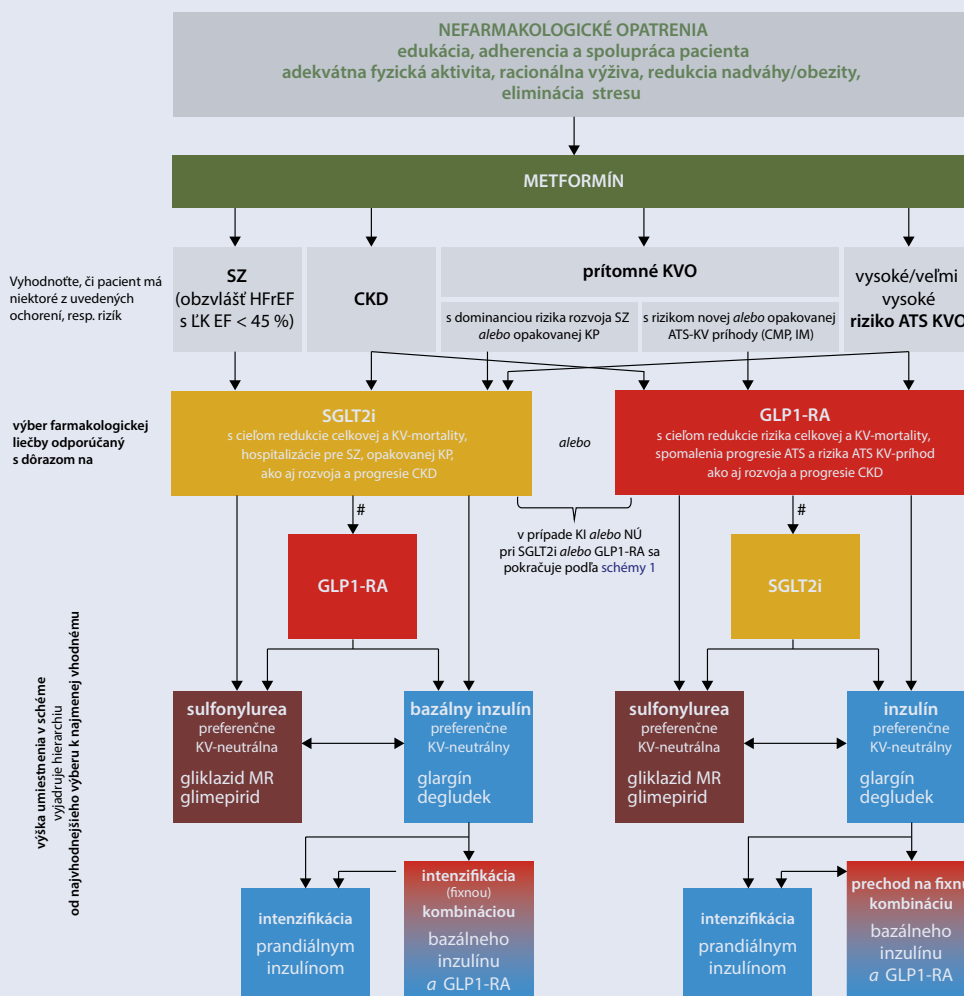 NEFARMAKOLOGICKÉ OPATRENIA
edukácia, adherencia a spolupráca pacienta
adekvátna fyzická aktivita, racionálna výživa, redukcia nadváhy/obezity,
eliminácia stresu
METFORMÍN
Vyhodnoťte, či pacient má
niektoré z uvedených
ochorení, resp. rizík
SZ
(obzvlášť HFrEF
s ĽK EF < 45 %)
CKD
prítomné KVO
s dominanciou rizika rozvoja SZ
alebo opakovanej KP
s rizikom novej alebo opakovanej
ATS-KV príhody (CMP, IM)
vysoké/veľmi
vysoké
riziko ATS KVO
výber farmakologickej
liečby odporúčaný
s dôrazom na
SGLT2i
s cieľom redukcie celkovej a KV-mortality,
hospitalizácie pre SZ, opakovanej KP,
ako aj rozvoja a progresie CKD
alebo
GLP1-RA
s cieľom redukcie rizika celkovej a KV-mortality,
spomalenia progresie ATS a rizika ATS KV-príhod
ako aj rozvoja a progresie CKD
#
v prípade KI alebo NÚ
pri SGLT2i alebo GLP1-RA sa
pokračuje podľa schémy 1
#
GLP1-RA
SGLT2i
výška umiestnenia v schéme
vyjadruje hierarchiu
od najvhodnejšieho výberu k najmenej vhodnému
sulfonylurea
preferenčne
KV-neutrálna
gliklazid MR
glimepirid
bazálny inzulín
preferenčne
KV-neutrálny
glargín
degludek
sulfonylurea
preferenčne
KV-neutrálna
gliklazid MR
glimepirid
inzulín
preferenčne
KV-neutrálny
glargín
degludek
intenzifikácia
prandiálnym
inzulínom
intenzifikácia
(fixnou)
kombináciou
bazálneho
inzulínu
a GLP1-RA
intenzifikácia
prandiálnym
inzulínom
prechod na fixnú
kombináciu
bazálneho
inzulínu
a GLP1-RA